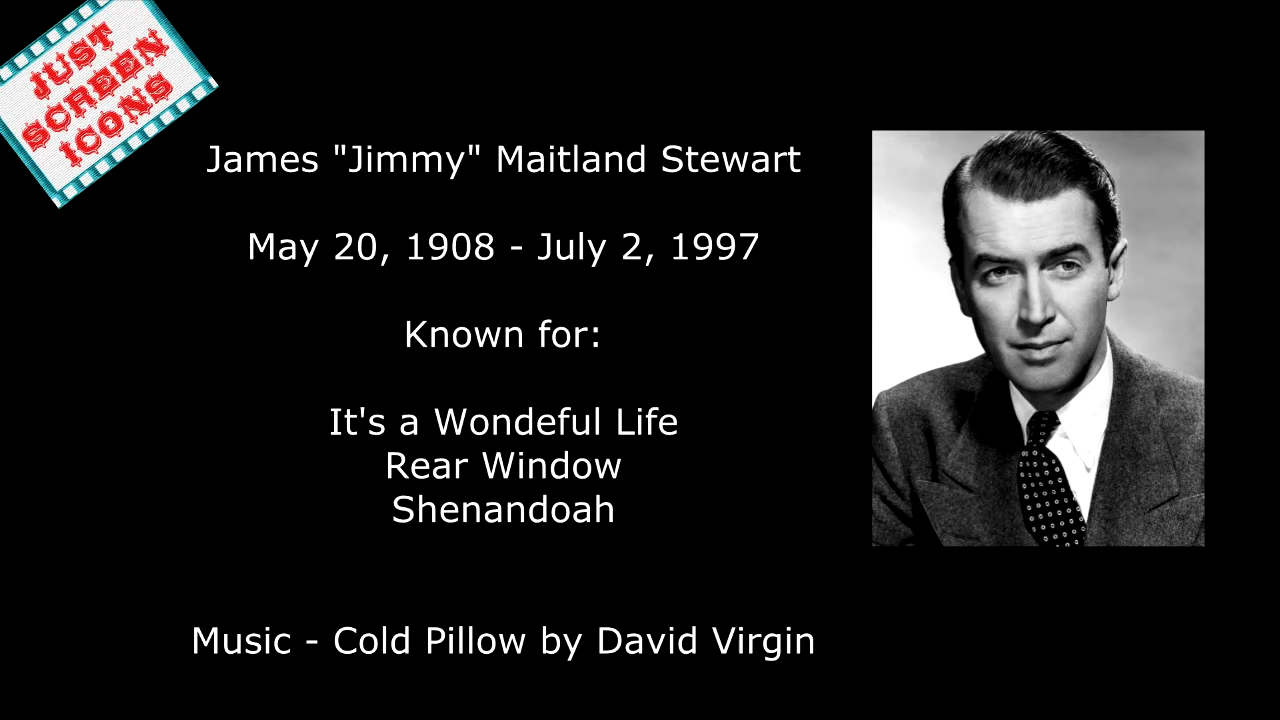 JUST
SCREEN
ICONS
James "Jimmy" Maitland Stewart
May 20, 1908 - July 2, 1997
Known for:
It's a Wondeful Life
Rear Window
Shenandoah
Music - Cold Pillow by David Virgin